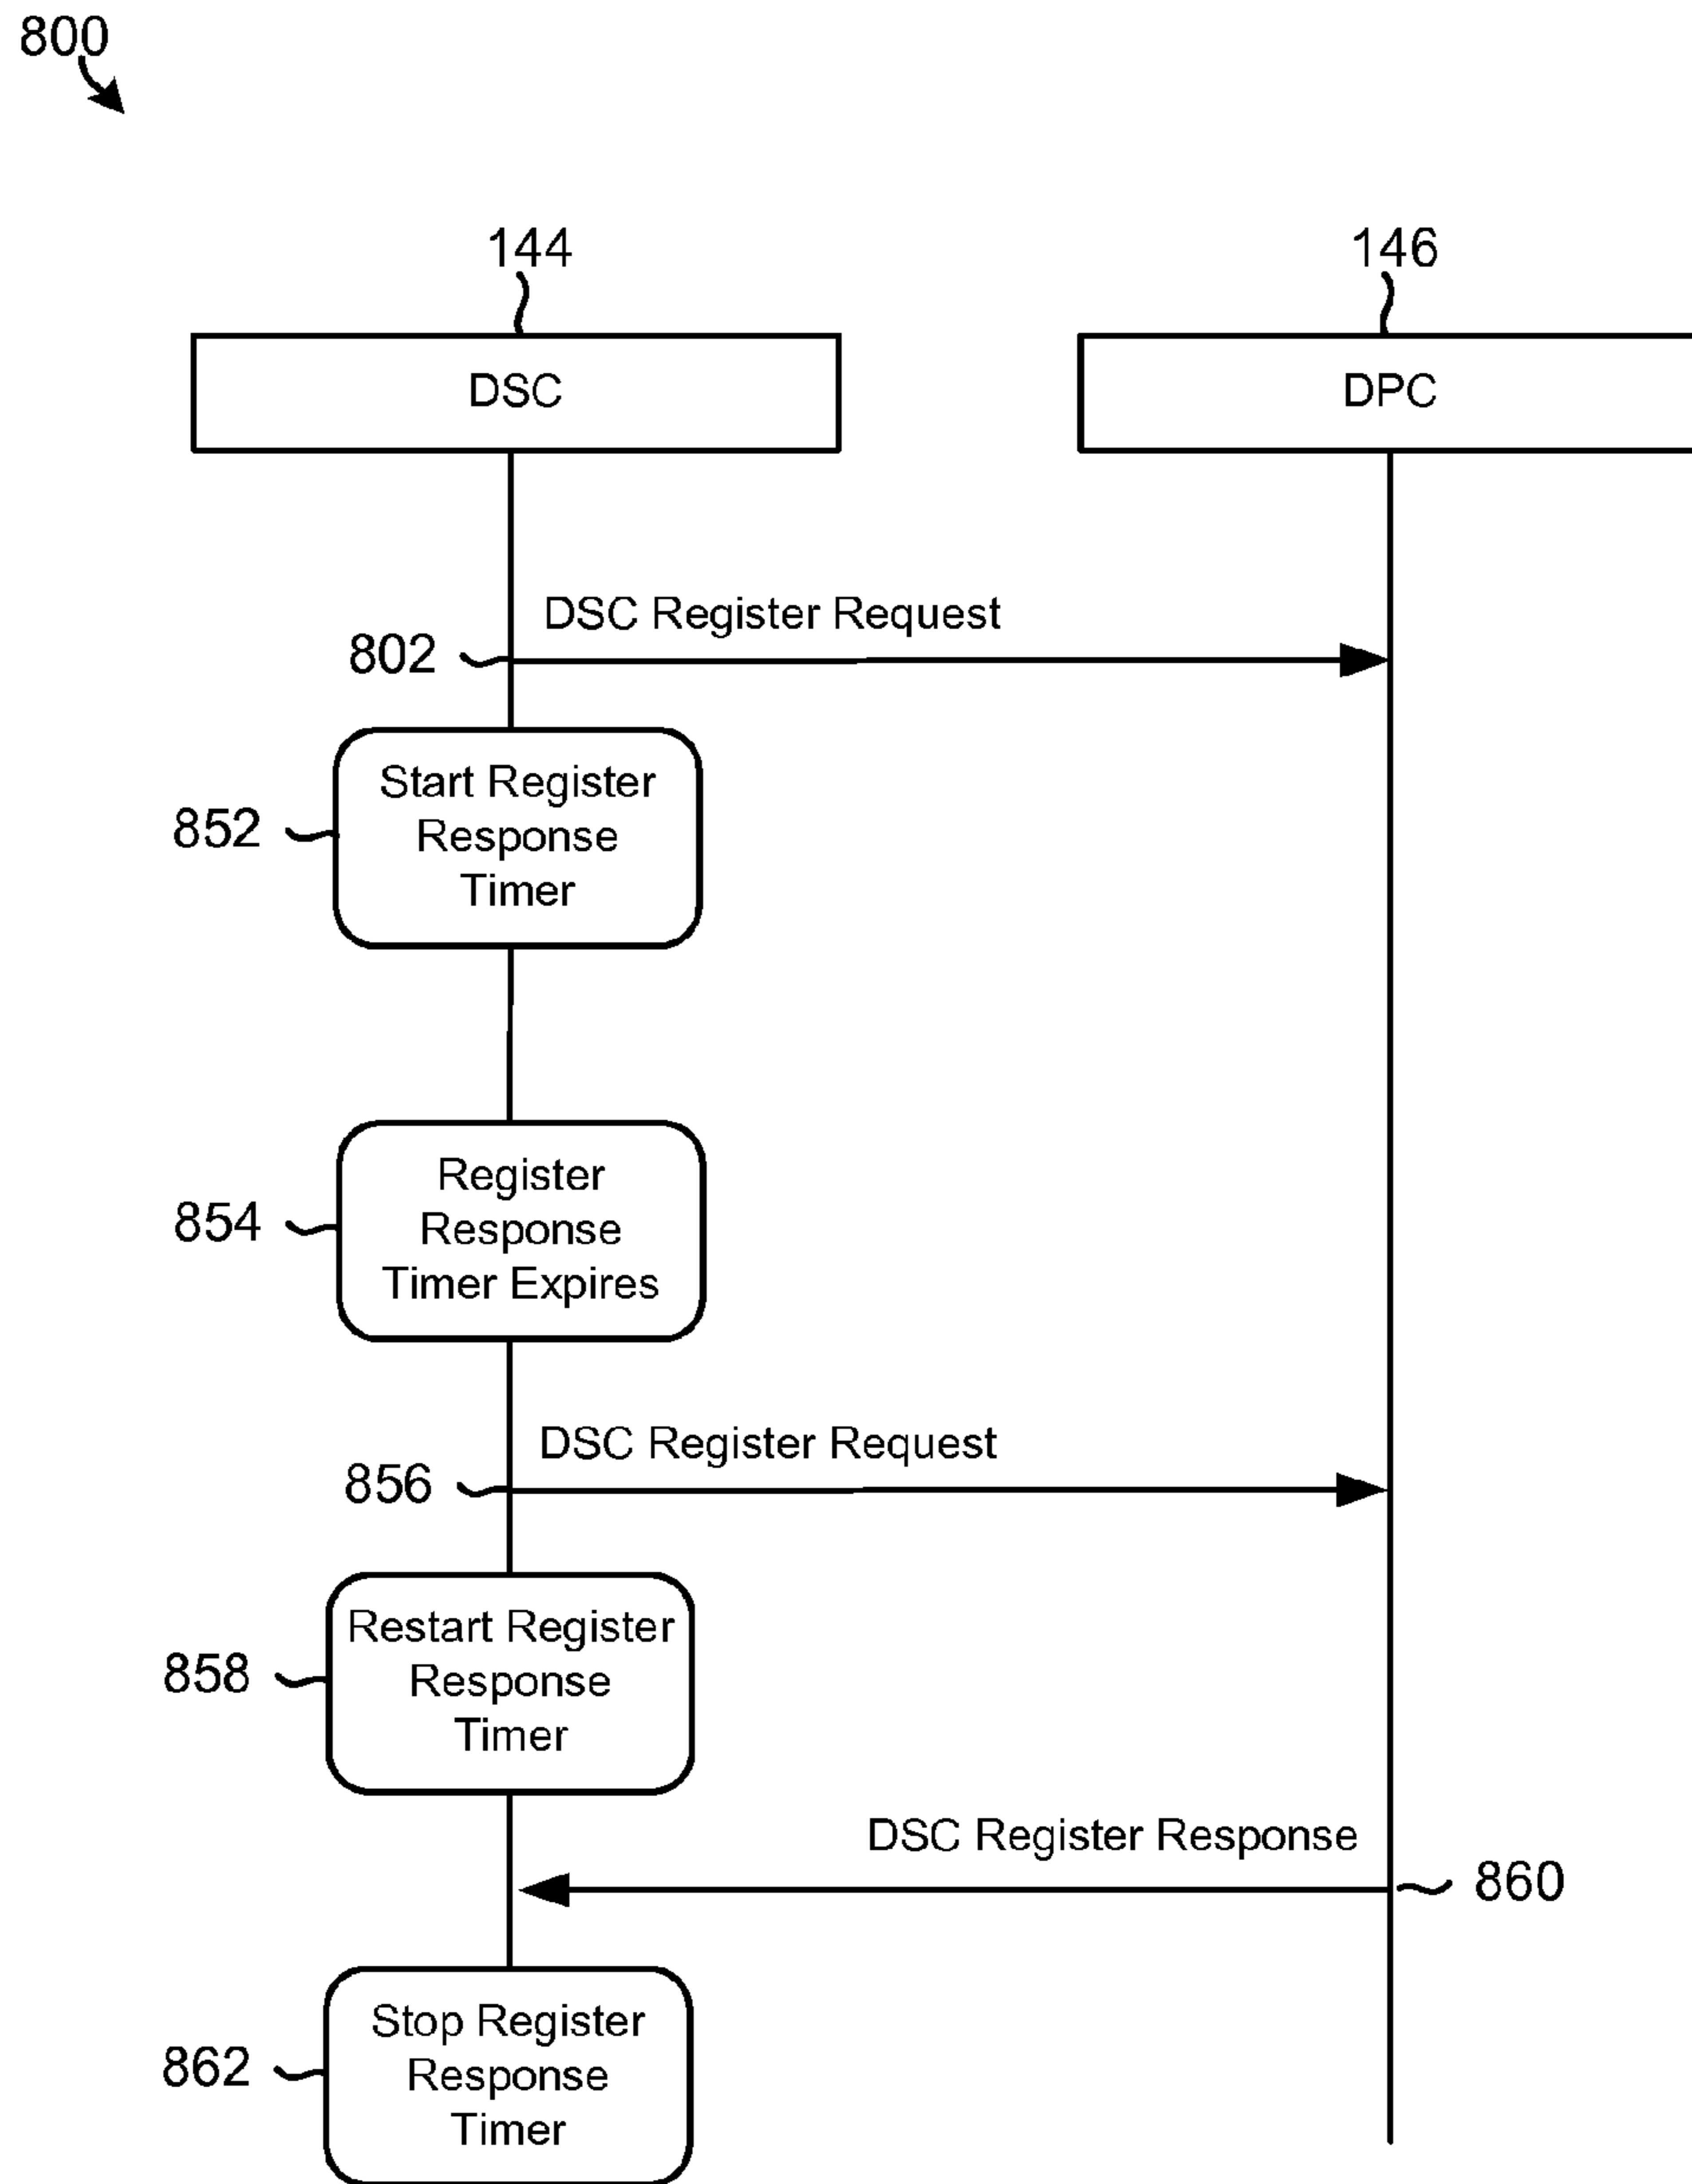 800
144
146
DSC
DPC
DSC Register Request
802
Start Register
Response
Timer
852
Register
Response
Timer Expires
854
DSC Register Request
856
Restart Register
Response
Timer
858
DSC Register Response
860
Stop Register
Response
Timer
862